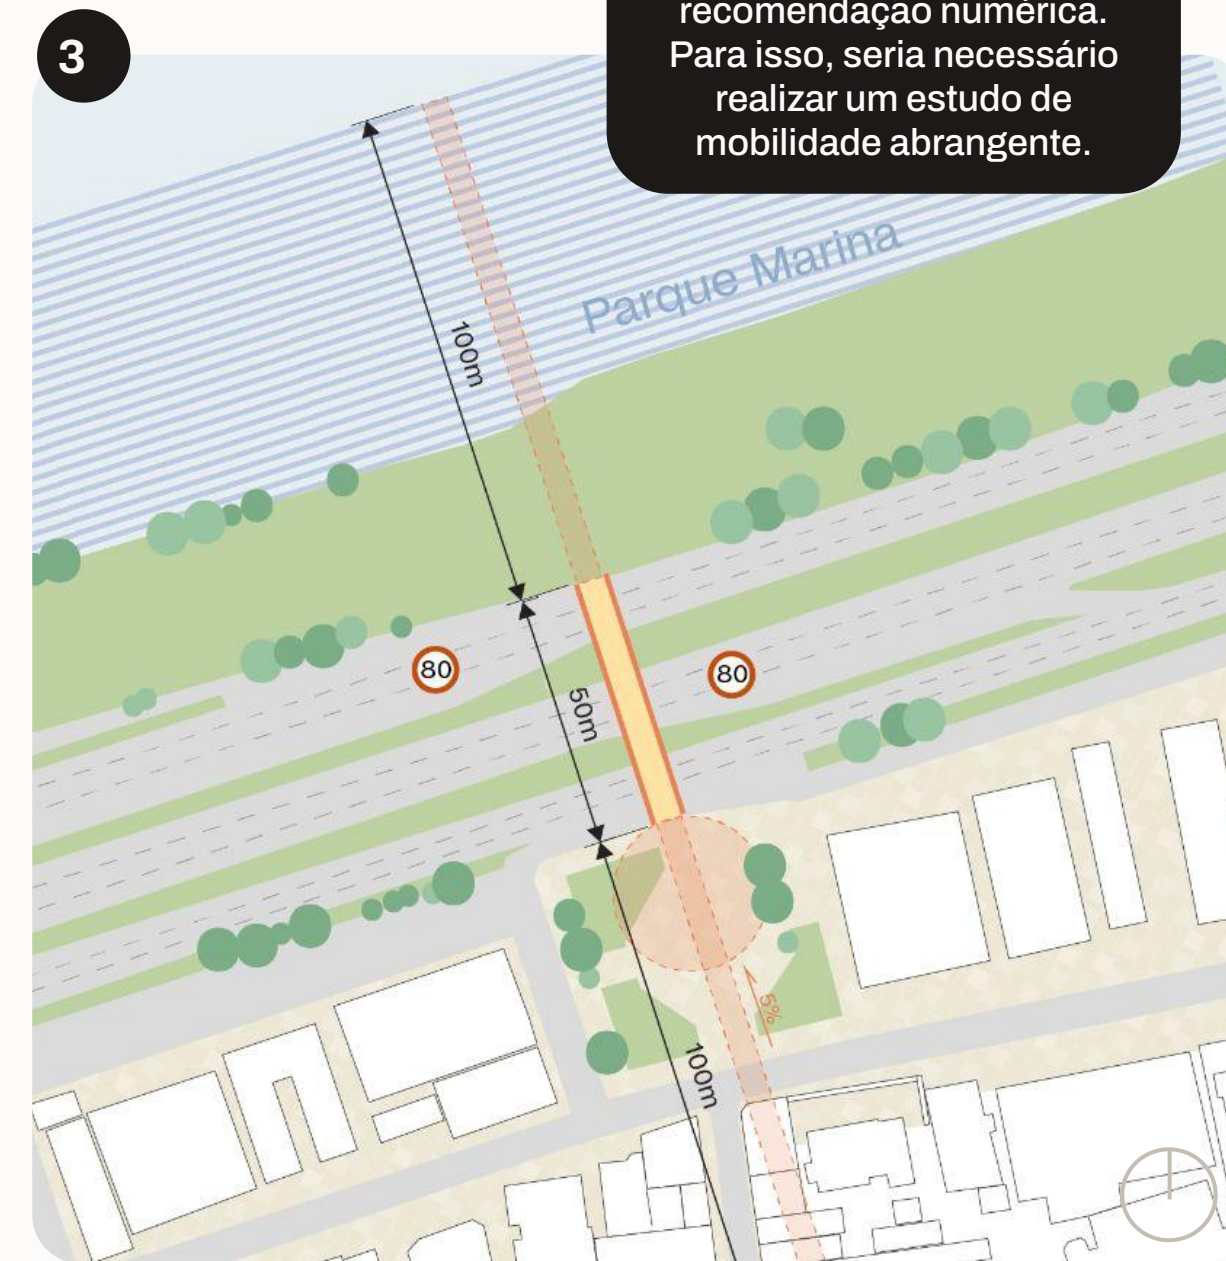 3
recomendação numérica.
Para isso, seria necessário
realizar um estudo de
mobilidade abrangente.
Parque Marina
100m
80
80
50m
5%
100m